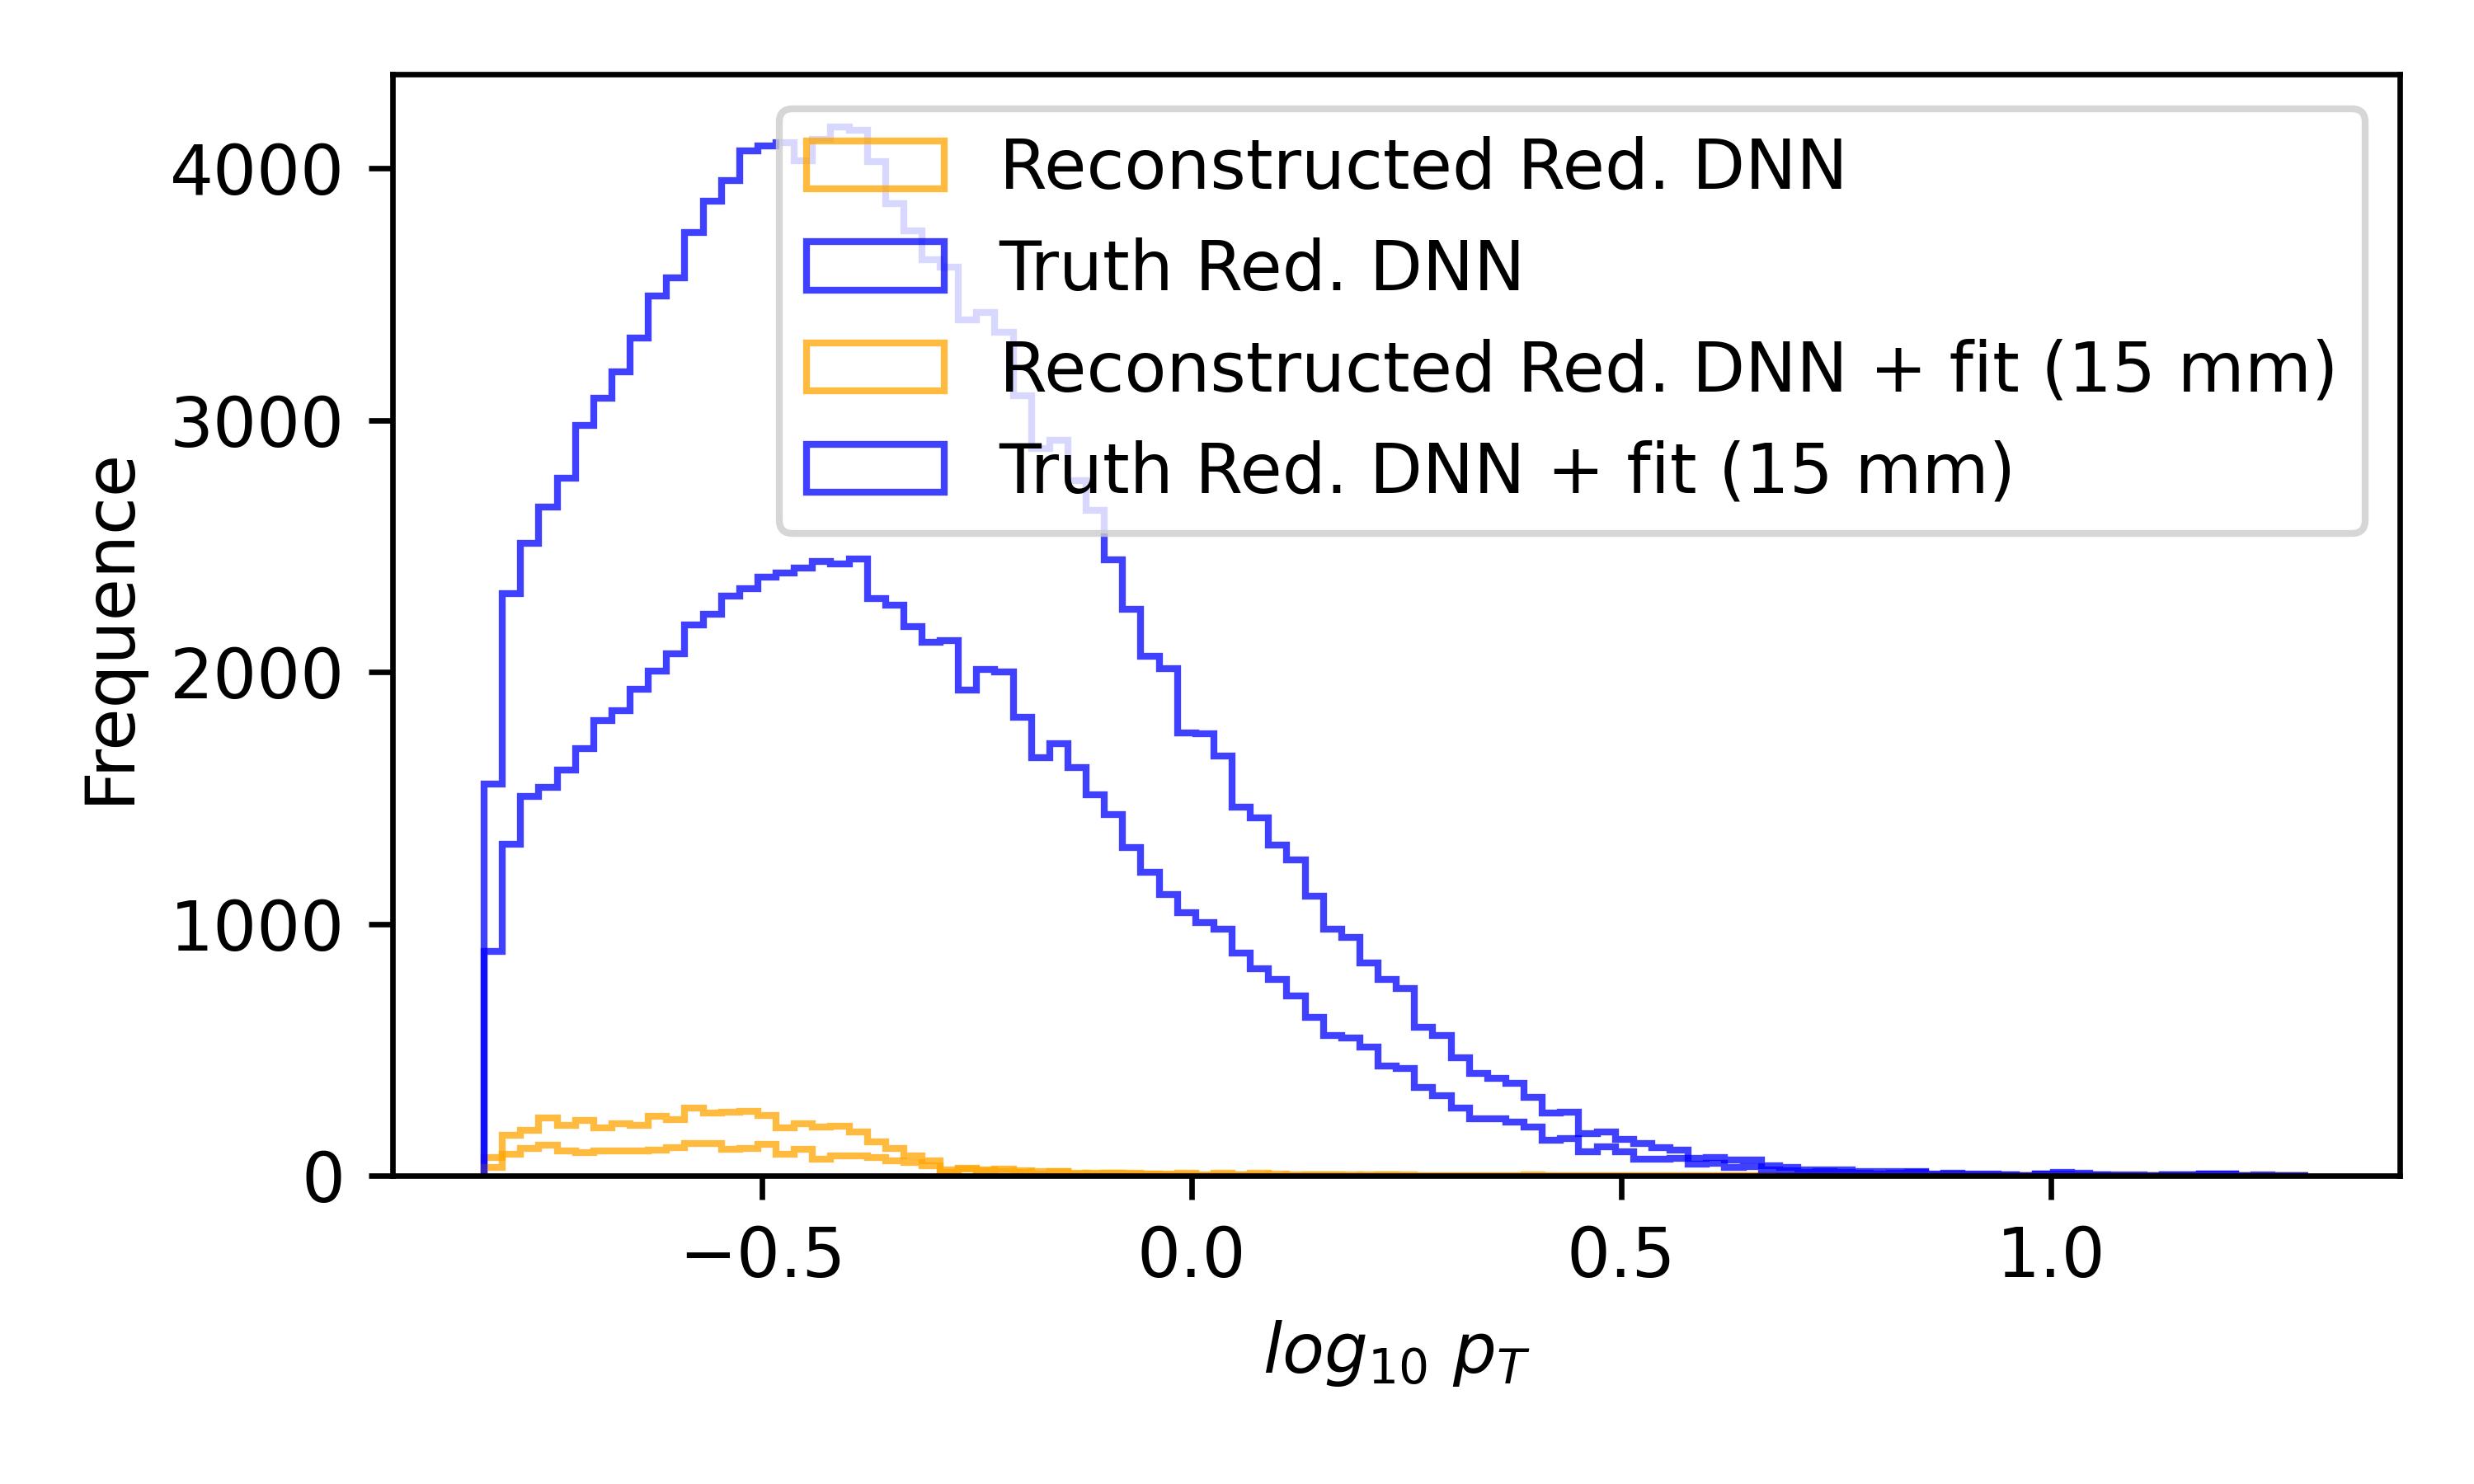 Reconstructed Red. DNN
Truth Red. DNN
Reconstructed Red. DNN + fit (15 mm)
Truth Red. DNN + fit (15 mm)
4000
3000
2000
1000
0
Frequence
−0.5 0.0 0.5 1.0
log₁₀ p_T